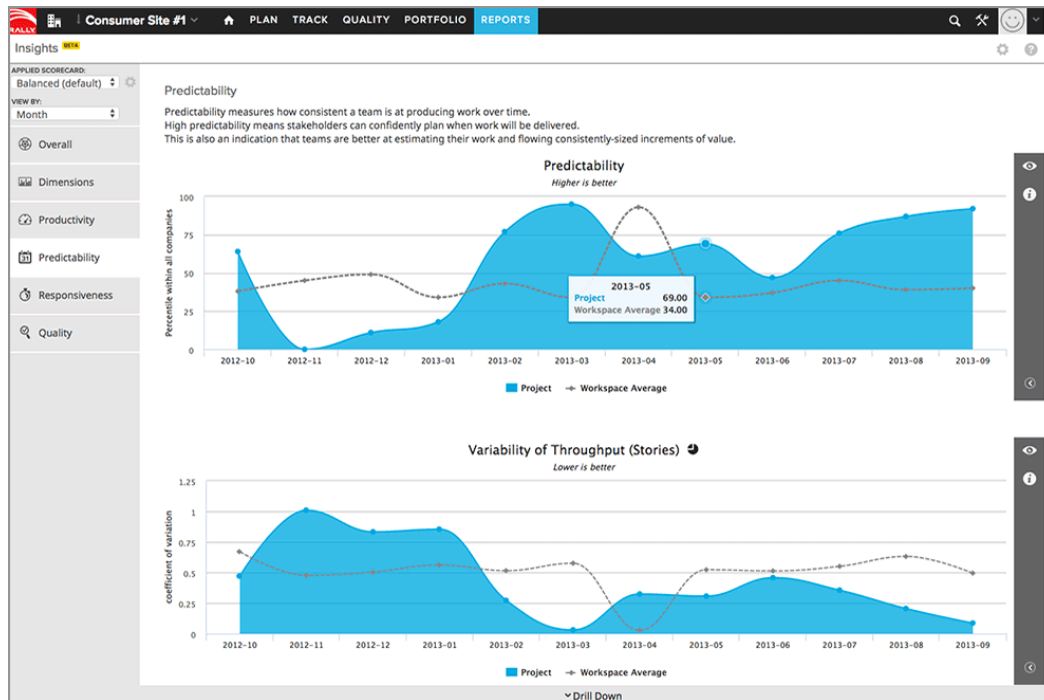 RALLY
Consumer Site #1
PLAN TRACK QUALITY PORTFOLIO REPORTS
Insights BETA
APPLIED SCORECARD:
Balanced (default)
VIEW BY:
Month
Overall
Dimensions
Productivity
Predictability
Responsiveness
Quality
Predictability
Predictability measures how consistent a team is at producing work over time.
High predictability means stakeholders can confidently plan when work will be delivered.
This is also an indication that teams are better at estimating their work and flowing consistently-sized increments of value.
Predictability
Higher is better
Percentile within all companies
100
75
50
25
0
2013-05
Project 69.00
Workspace Average 34.00
2012-10 2012-11 2012-12 2013-01 2013-02 2013-03 2013-04 2013-05 2013-06 2013-07 2013-08 2013-09
Project Workspace Average
Variability of Throughput (Stories)
Lower is better
coefficient of variation
1.25
1
0.75
0.5
0.25
0
2012-10 2012-11 2012-12 2013-01 2013-02 2013-03 2013-04 2013-05 2013-06 2013-07 2013-08 2013-09
Project Workspace Average
Drill Down